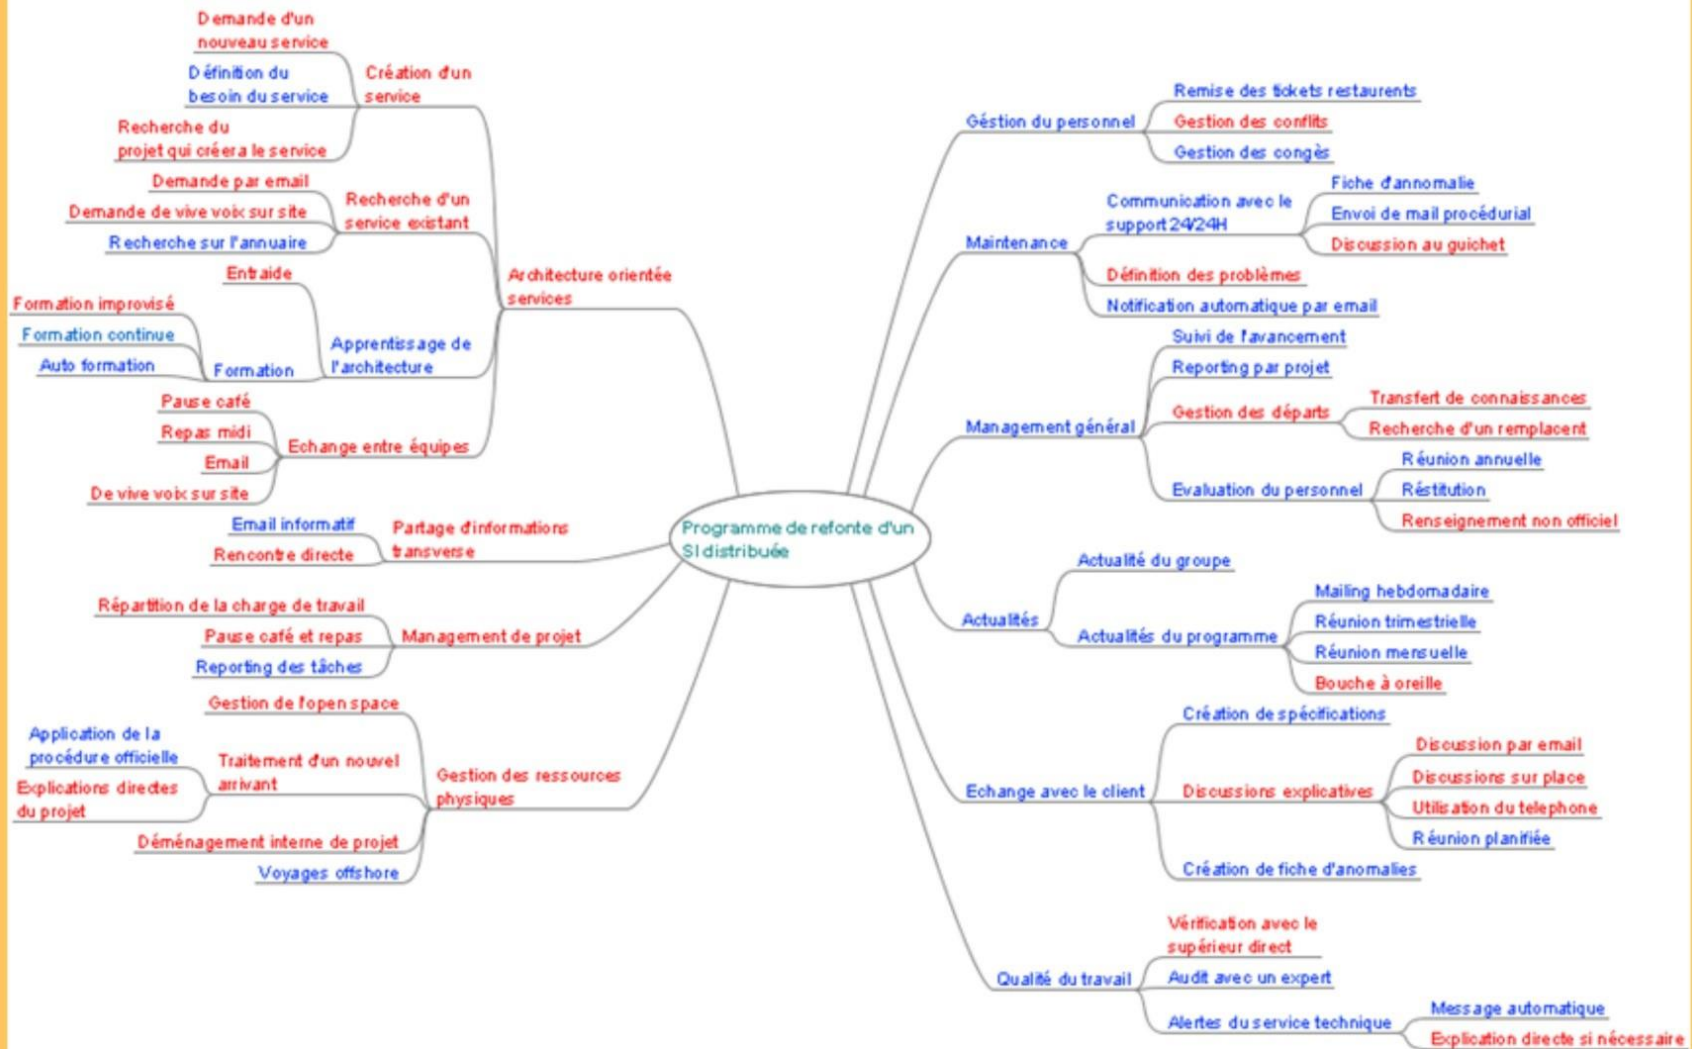 Demande d'un
nouveau service
Définition du
besoin du service
Recherche du
projet qui créera le service
Création d'un
service
Demande par email
Demande de vive voix sur site
Recherche sur l'annuaire
Recherche d'un
service existant
Entraide
Formation improvisé
Formation continue
Auto formation
Formation
Apprentissage de
l'architecture
Pause café
Repas midi
Email
De vive voix sur site
Echange entre équipes
Architecture orientée
services
Email informatif
Rencontre directe
Partage d'informations
transverse
Répartition de la charge de travail
Pause café et repas
Reporting des tâches
Management de projet
Gestion de l'open space
Application de la
procédure officielle
Explications directes
du projet
Traitement d'un nouvel
arrivant
Déménagement interne de projet
Voyages offshore
Gestion des ressources
physiques
Programme de refonte d'un
SI distribuée
Géstion du personnel
Remise des tickets restaurents
Gestion des conflits
Gestion des congès
Maintenance
Communication avec le
support 24/24H
Fiche d'annomalie
Envoi de mail procédurial
Discussion au guichet
Définition des problèmes
Notification automatique par email
Management général
Suivi de l'avancement
Reporting par projet
Gestion des départs
Transfert de connaissances
Recherche d'un remplacent
Evaluation du personnel
Réunion annuelle
Réstitution
Renseignement non officiel
Actualités
Actualité du groupe
Actualités du programme
Mailing hebdomadaire
Réunion trimestrielle
Réunion mensuelle
Bouche à oreille
Echange avec le client
Création de spécifications
Discussions explicatives
Discussion par email
Discussions sur place
Utilisation du telephone
Réunion planifiée
Création de fiche d'anomalies
Qualité du travail
Vérification avec le
supérieur direct
Audit avec un expert
Alertes du service technique
Message automatique
Explication directe si nécessaire